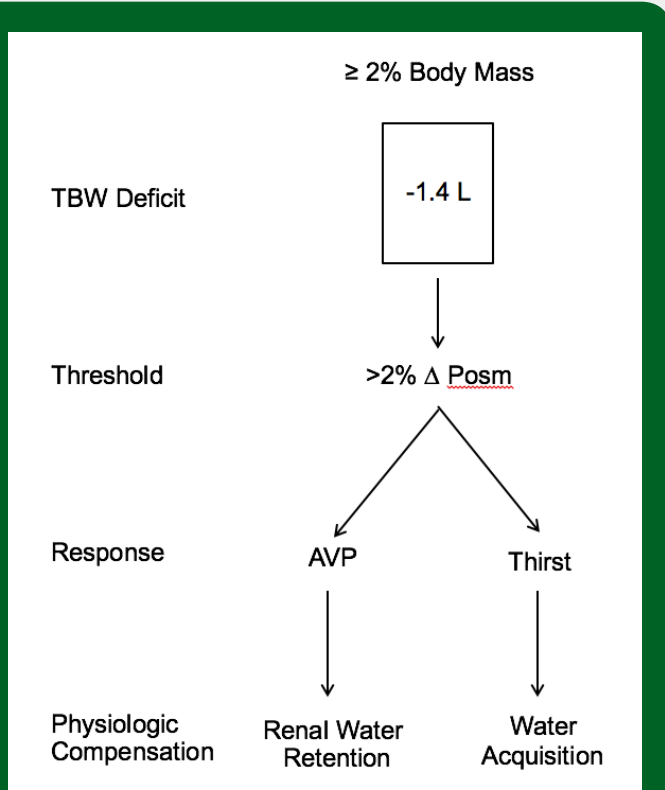 ≥ 2% Body Mass
TBW Deficit
-1.4 L
Threshold
>2% Δ Posm
Response
AVP
Thirst
Physiologic
Compensation
Renal Water
Retention
Water
Acquisition